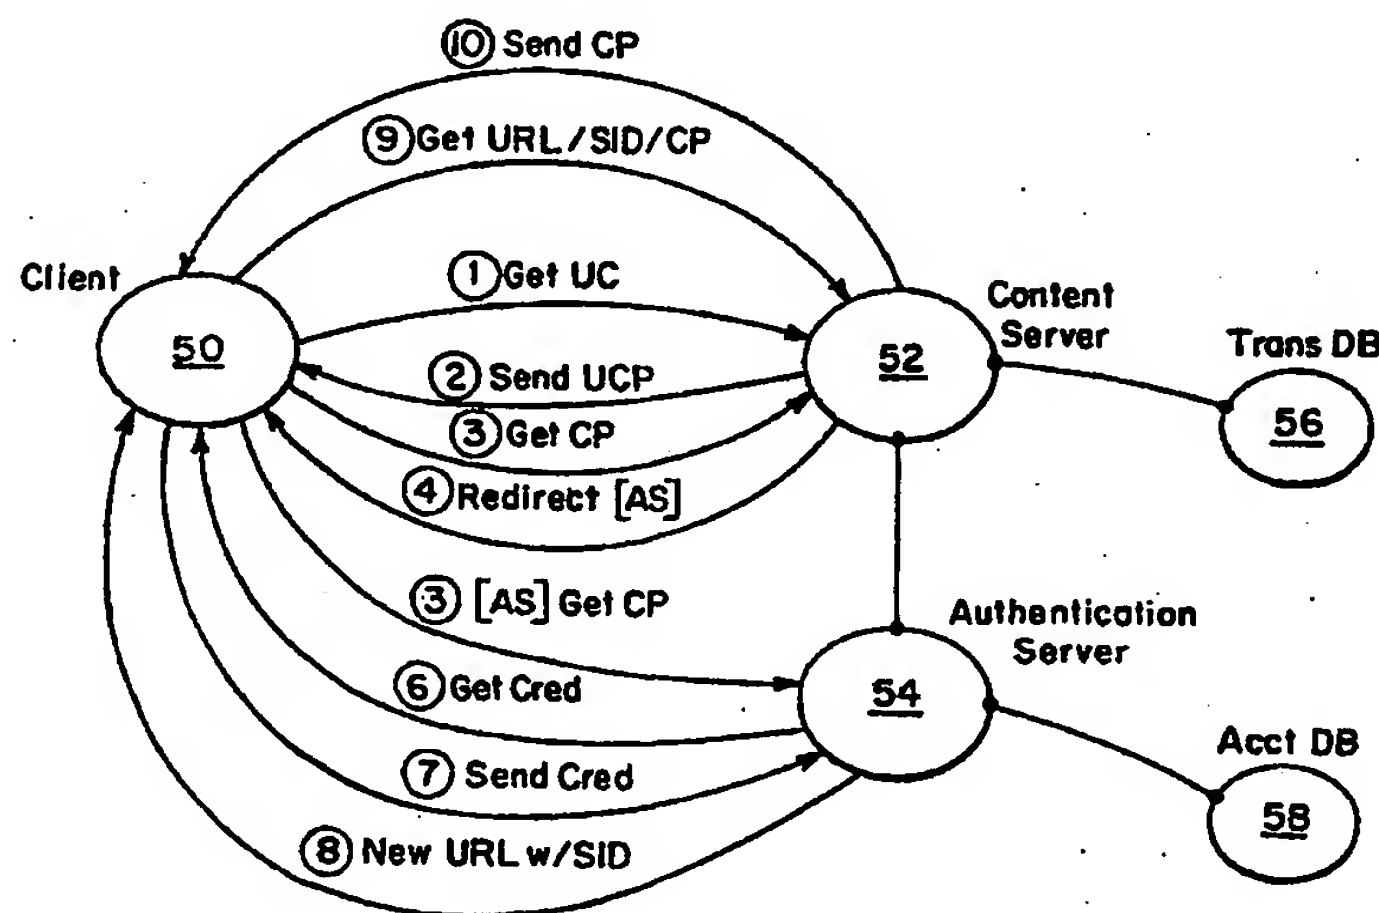 ⑩ Send CP
⑨ Get URL/SID/CP
Client
① Get UC
Content
Server
50
52
Trans DB
② Send UCP
56
③ Get CP
④ Redirect [AS]
③ [AS] Get CP
Authentication
Server
⑥ Get Cred
54
⑦ Send Cred
Acct DB
58
⑧ New URL w/SID